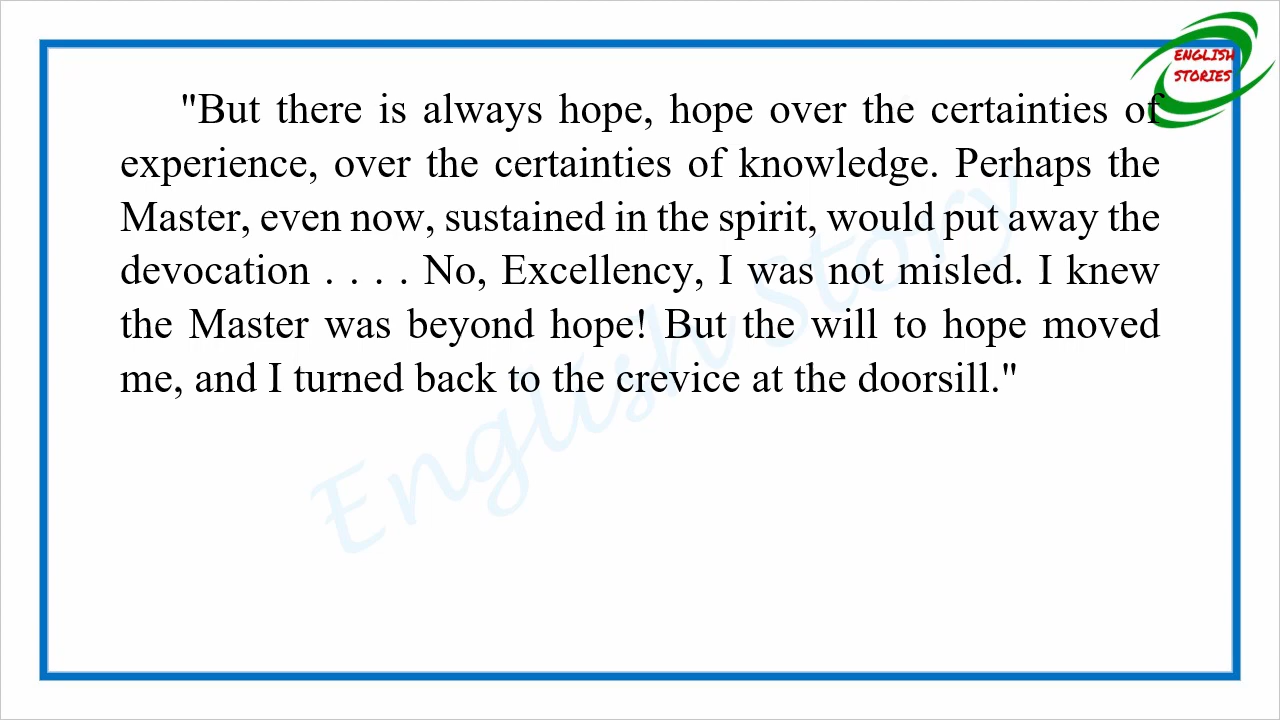 ENGLISH
STORIES
"But there is always hope, hope over the certainties of
experience, over the certainties of knowledge. Perhaps the
Master, even now, sustained in the spirit, would put away the
devocation . . . . No, Excellency, I was not misled. I knew
the Master was beyond hope! But the will to hope moved
me, and I turned back to the crevice at the doorsill."
English Story